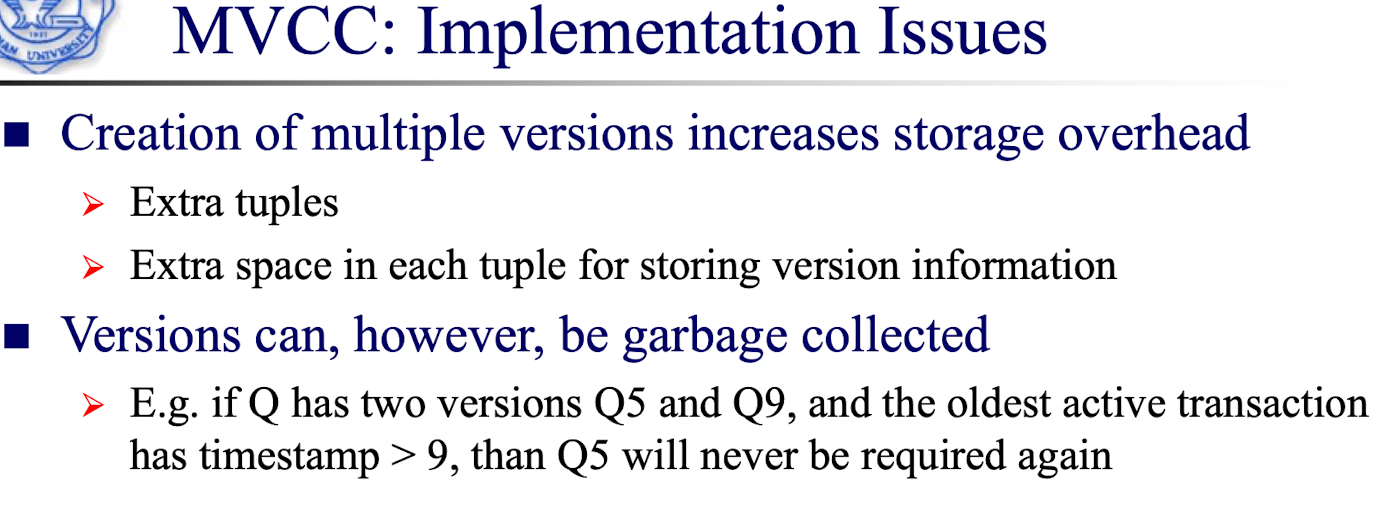 MVCC: Implementation Issues
1921
UNIVERSITY
Creation of multiple versions increases storage overhead
Extra tuples
Extra space in each tuple for storing version information
Versions can, however, be garbage collected
E.g. if Q has two versions Q5 and Q9, and the oldest active transaction
has timestamp > 9, than Q5 will never be required again